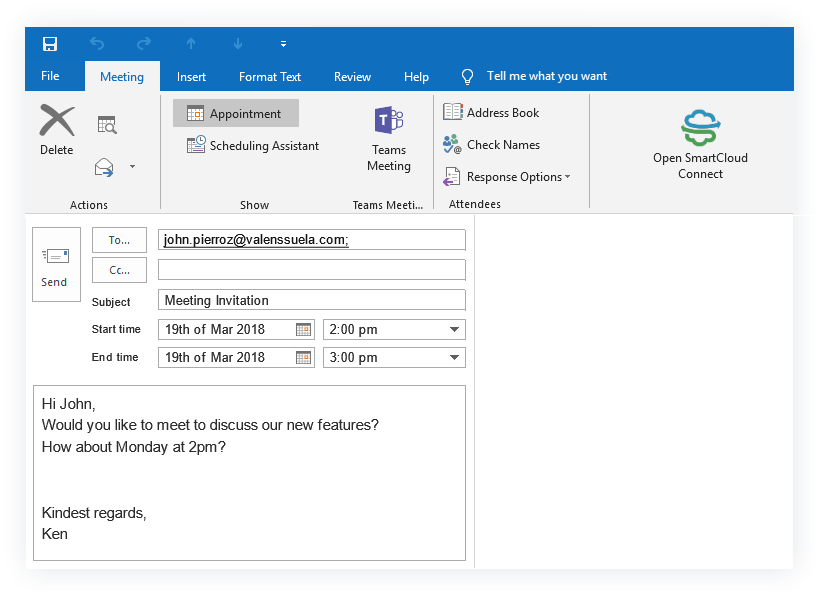 File
Meeting
Insert
Format Text
Review
Help
Tell me what you want
Delete
Actions
Appointment
Scheduling Assistant
Show
T
Teams
Meeting
Teams Meeti...
Address Book
Check Names
Response Options
Attendees
Open SmartCloud
Connect
Send
To...
john.pierroz@valenssuela.com;
Cc...
Subject
Meeting Invitation
Start time
19th of Mar 2018
2:00 pm
End time
19th of Mar 2018
3:00 pm
Hi John,
Would you like to meet to discuss our new features?
How about Monday at 2pm?
Kindest regards,
Ken